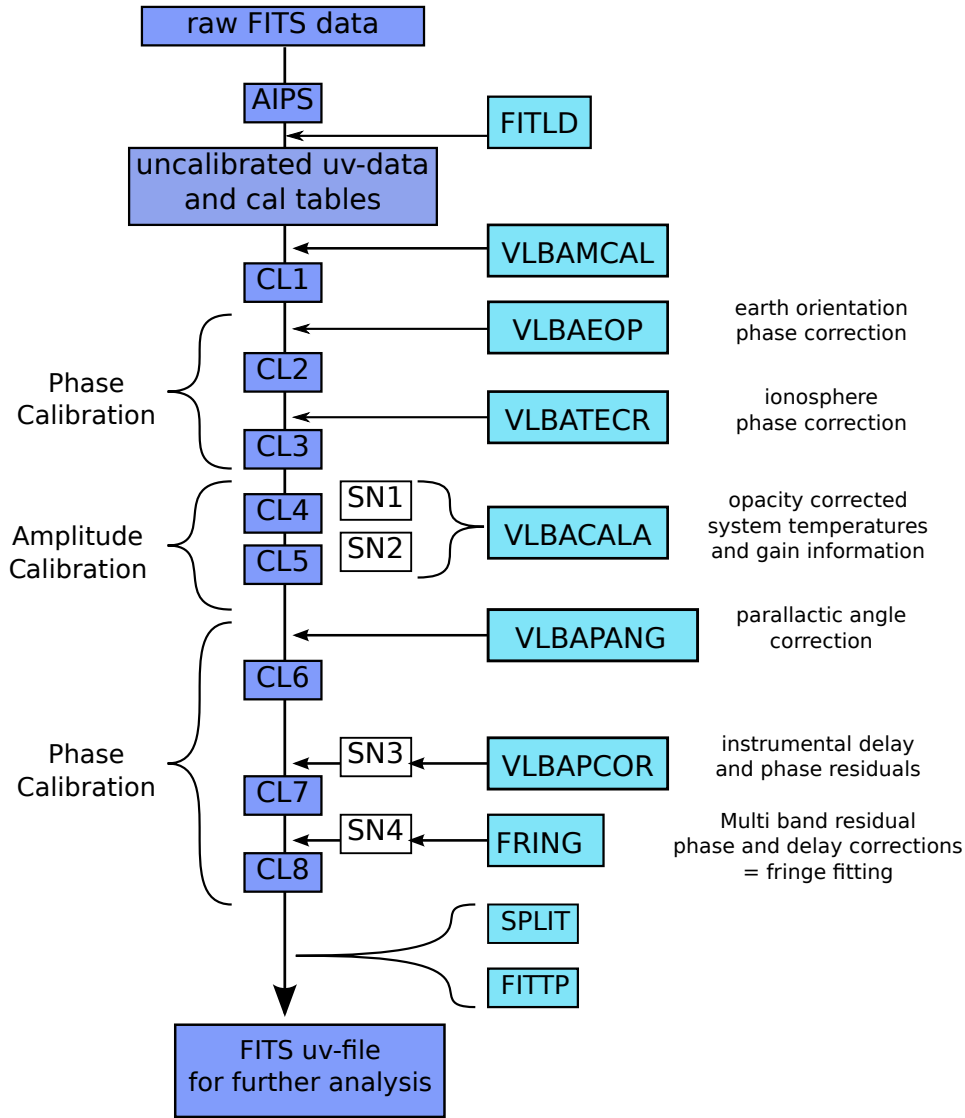 raw FITS data
AIPS
FITLD
uncalibrated uv-data
and cal tables
VLBAMCAL
CL1
VLBAEOP
earth orientation
phase correction
Phase
Calibration
CL2
VLBATECR
ionosphere
phase correction
CL3
SN1
CL4
Amplitude
Calibration
SN2
CL5
VLBACALA
opacity corrected
system temperatures
and gain information
VLBAPANG
parallactic angle
correction
CL6
Phase
Calibration
SN3
VLBAPCOR
instrumental delay
and phase residuals
CL7
SN4
FRING
Multi band residual
phase and delay corrections
= fringe fitting
CL8
SPLIT
FITTP
FITS uv-file
for further analysis